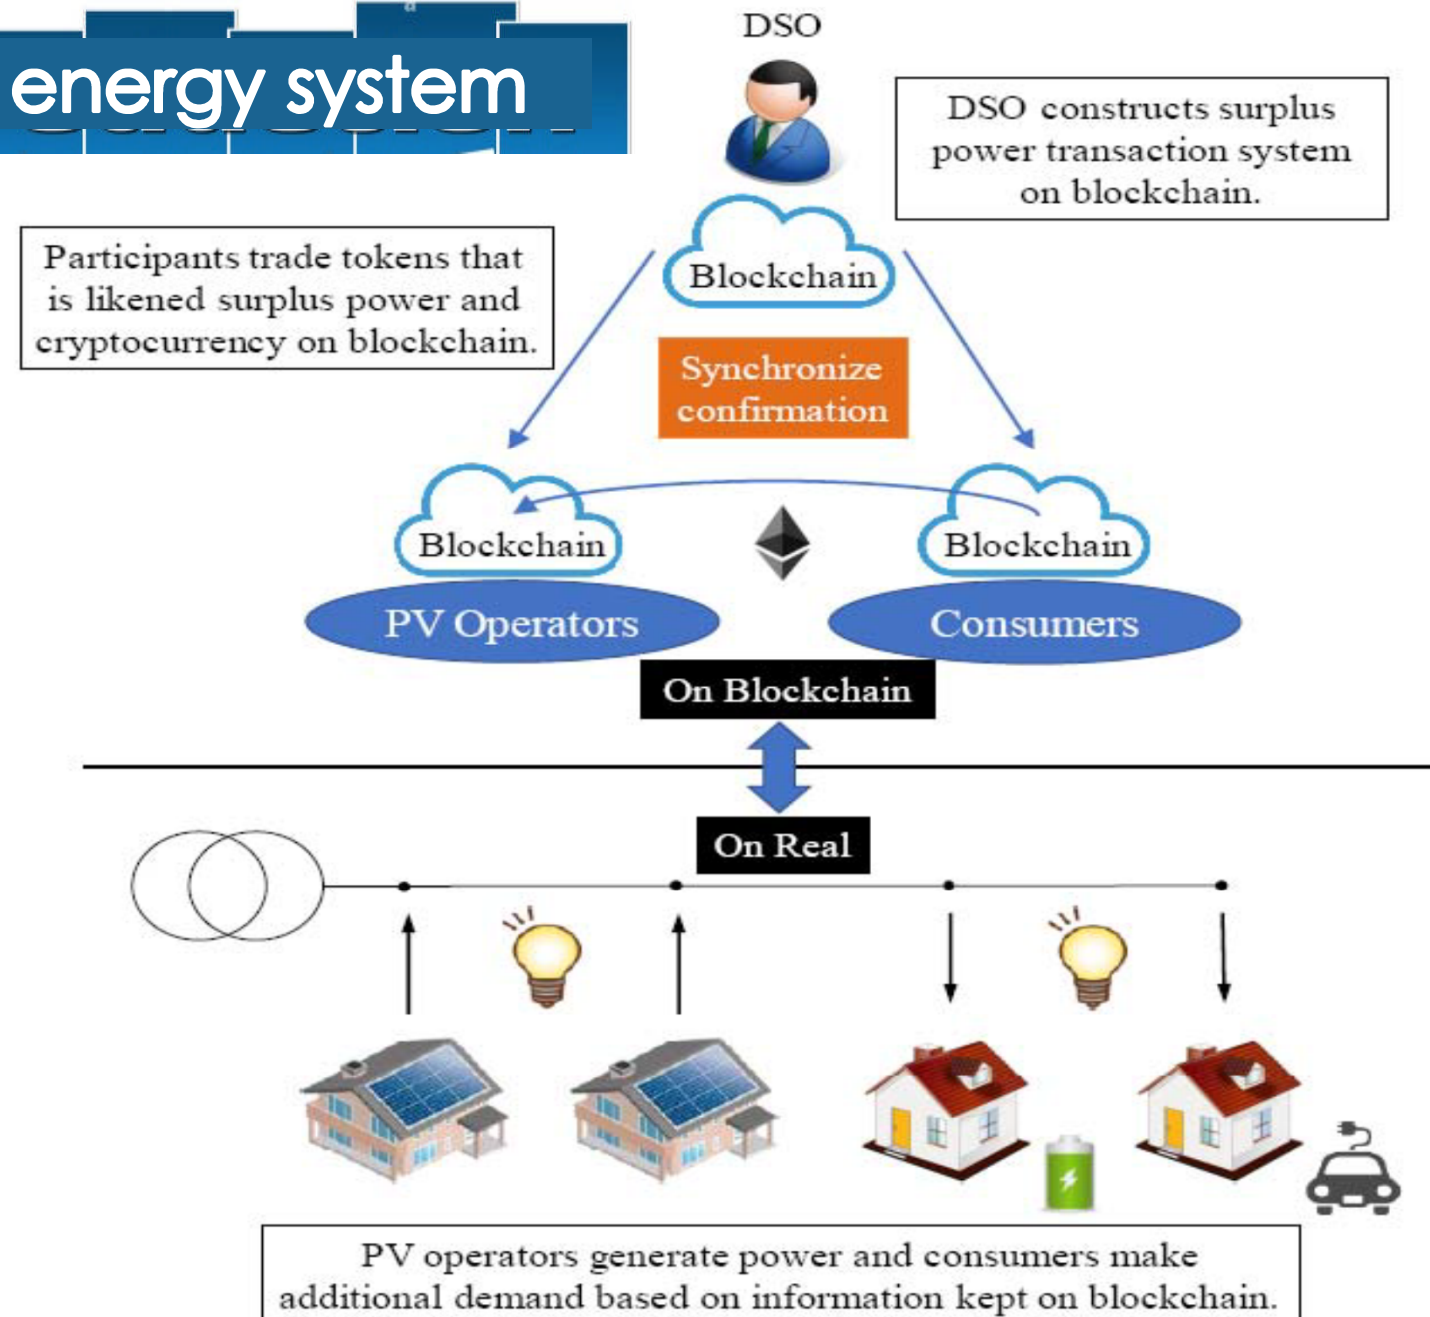 energy system
DSO
DSO constructs surplus
power transaction system
on blockchain.
Participants trade tokens that
is likened surplus power and
cryptocurrency on blockchain.
Blockchain
Synchronize
confirmation
Blockchain
Blockchain
PV Operators
Consumers
On Blockchain
On Real
PV operators generate power and consumers make
additional demand based on information kept on blockchain.